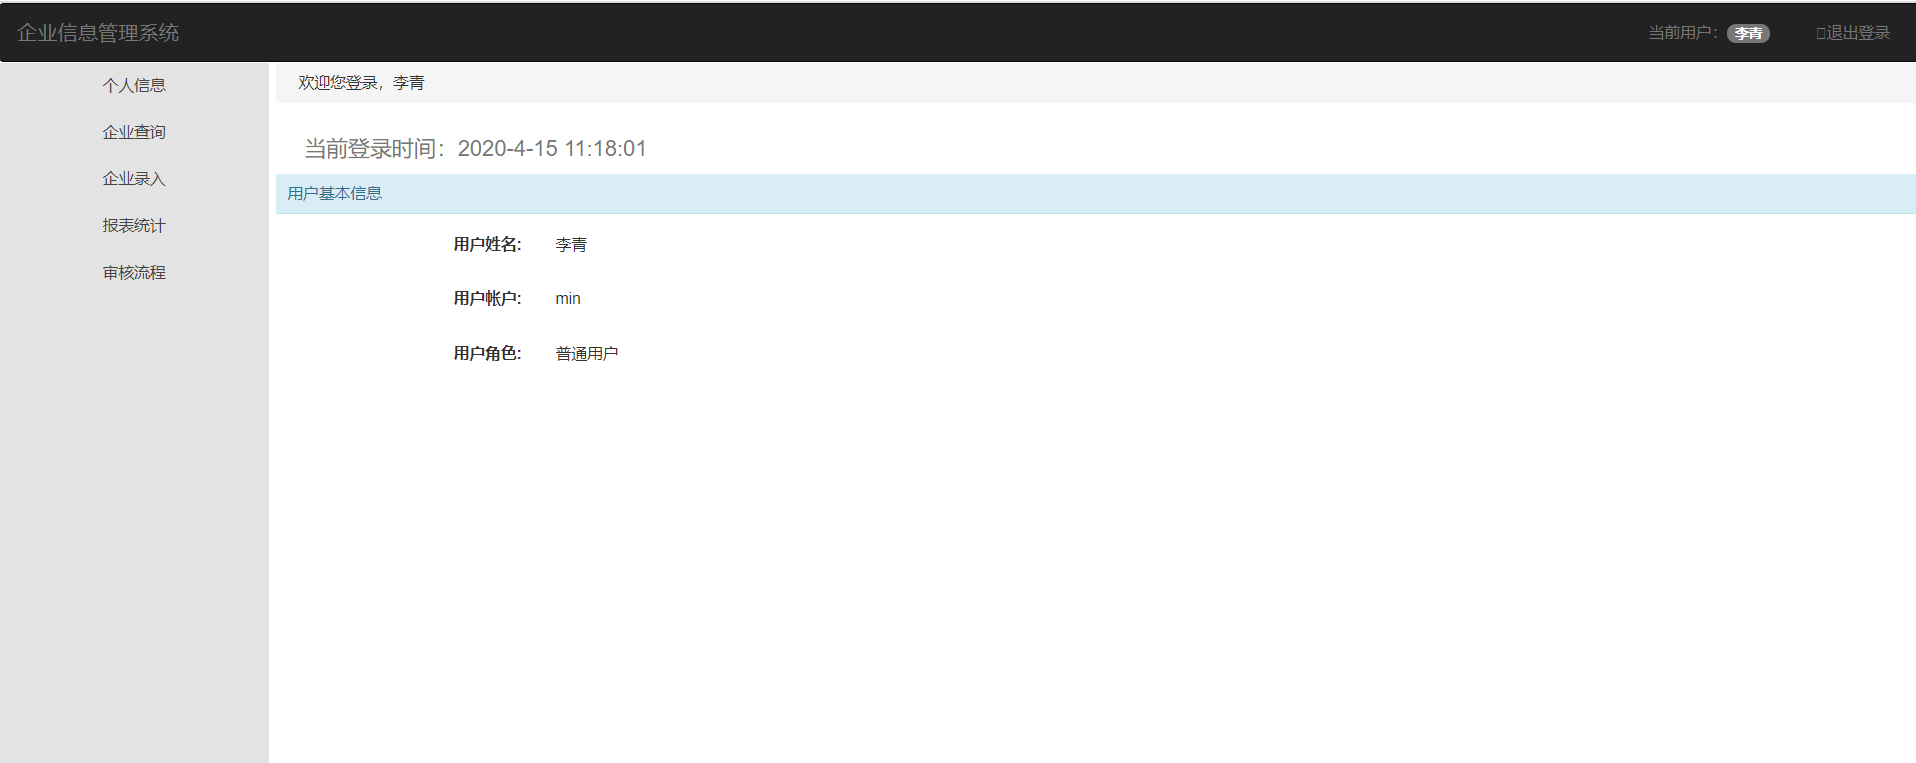 企业信息管理系统
当前用户： 李青 退出登录
个人信息
企业查询
企业录入
报表统计
审核流程
欢迎您登录，李青
当前登录时间：2020-4-15 11:18:01
用户基本信息
用户姓名: 李青
用户帐户: min
用户角色: 普通用户